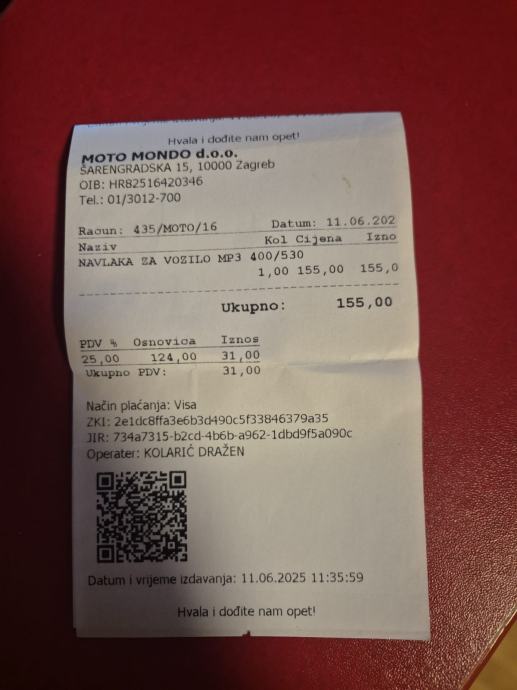 Hvala i dođite nam opet!
MOTO MONDO d.o.o.
ŠARENGRADSKA 15, 10000 Zagreb
OIB: HR82516420346
Tel.: 01/3012-700
Racun: 435/MOTO/16 Datum: 11.06.202
Naziv Kol Cijena Izno
NAVLAKA ZA VOZILO MP3 400/530
1,00 155,00 155,0
Ukupno: 155,00
PDV % Osnovica Iznos
25,00 124,00 31,00
Ukupno PDV: 31,00
Način plaćanja: Visa
ZKI: 2e1dc8ffa3e6b3d490c5f33846379a35
JIR: 734a7315-b2cd-4b6b-a962-1dbd9f5a090c
Operater: KOLARIĆ DRAŽEN
Datum i vrijeme izdavanja: 11.06.2025 11:35:59
Hvala i dođite nam opet!